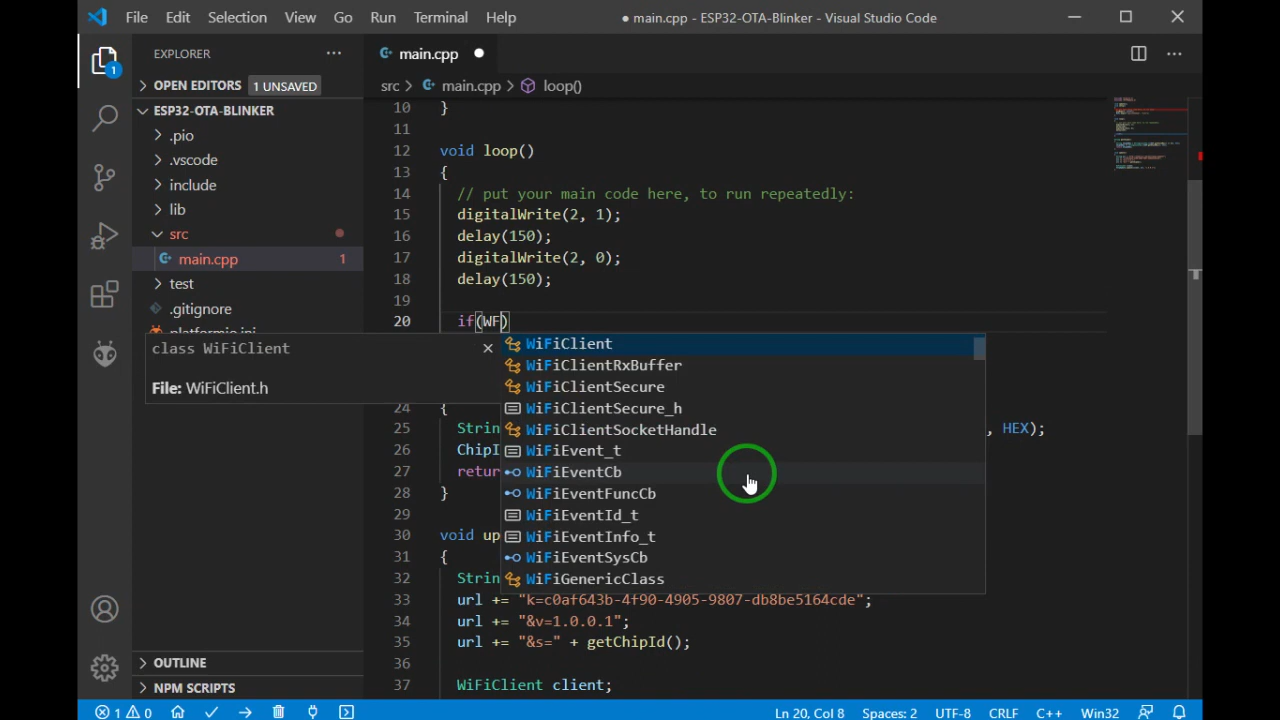 File Edit Selection View Go Run Terminal Help ● main.cpp - ESP32-OTA-Blinker - Visual Studio Code
EXPLORER
OPEN EDITORS 1 UNSAVED
ESP32-OTA-BLINKER
.pio
.vscode
include
lib
src
main.cpp 1
test
.gitignore
platformio.ini
OUTLINE
NPM SCRIPTS
1
main.cpp
src > main.cpp > loop()
10 }
11
12 void loop()
13 {
14 // put your main code here, to run repeatedly:
15 digitalWrite(2, 1);
16 delay(150);
17 digitalWrite(2, 0);
18 delay(150);
19
20 if(WF)
class WiFiClient
File: WiFiClient.h
WiFiClient
WiFiClientRxBuffer
WiFiClientSecure
WiFiClientSecure_h
WiFiClientSocketHandle
WiFiEvent_t
WiFiEventCb
WiFiEventFuncCb
WiFiEventId_t
WiFiEventInfo_t
WiFiEventSysCb
WiFiGenericClass
24 {
25 Strin , HEX);
26 ChipI
27 retur
28 }
29
30 void up
31 {
32 Strin
33 url += "k=c0af643b-4f90-4905-9807-db8be5164cde";
34 url += "&v=1.0.0.1";
35 url += "&s=" + getChipId();
36
37 WiFiClient client;
1 0 Ln 20, Col 8 Spaces: 2 UTF-8 CRLF C++ Win32